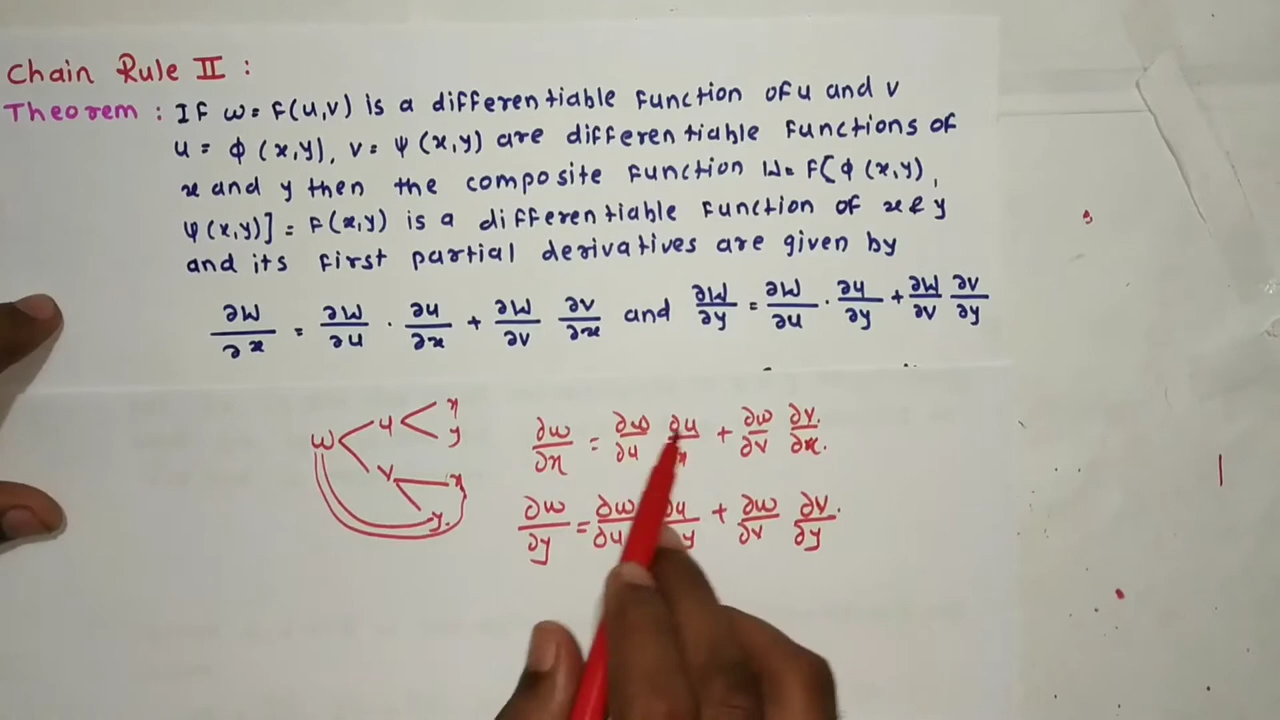 Chain Rule II :
Theorem : If w = f(u,v) is a differentiable function of u and v
u = ϕ (x,y), v = ψ (x,y) are differentiable functions of
x and y then the composite function W = F[ϕ (x,y),
ψ(x,y)] = F(x,y) is a differentiable function of x & y
and its first partial derivatives are given by
∂W/∂x = ∂W/∂u · ∂u/∂x + ∂W/∂v ∂v/∂x and ∂W/∂y = ∂W/∂u · ∂u/∂y + ∂W/∂v ∂v/∂y
w u x y v x y.
∂w/∂x = ∂w/∂u ∂u/x + ∂w/∂v ∂v./∂x.
∂w/∂y = ∂w/∂u ∂u/y + ∂w/∂v ∂v./∂y